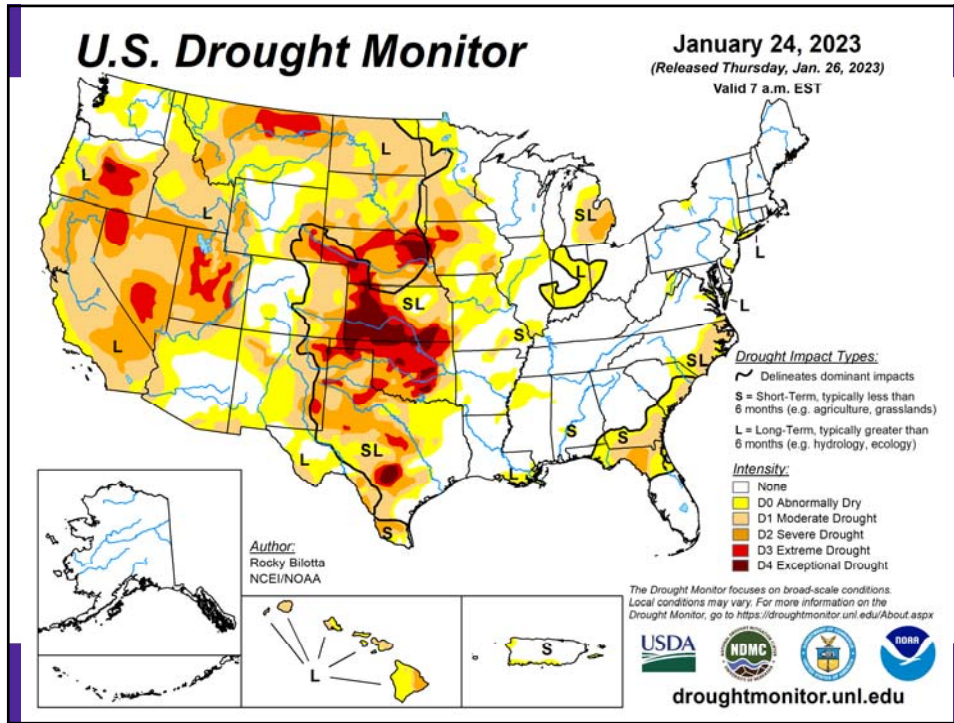 U.S. Drought Monitor
January 24, 2023
(Released Thursday, Jan. 26, 2023)
Valid 7 a.m. EST
L
L
SL
L
L
L
SL
S
L
SL
L
L
S
S
SL
L
L
S
Drought Impact Types:
Delineates dominant impacts
S = Short-Term, typically less than
6 months (e.g. agriculture, grasslands)
L = Long-Term, typically greater than
6 months (e.g. hydrology, ecology)
Intensity:
None
D0 Abnormally Dry
D1 Moderate Drought
D2 Severe Drought
D3 Extreme Drought
D4 Exceptional Drought
Author:
Rocky Bilotta
NCEI/NOAA
L
S
The Drought Monitor focuses on broad-scale conditions.
Local conditions may vary. For more information on the
Drought Monitor, go to https://droughtmonitor.unl.edu/About.aspx
USDA
NDMC
NOAA
droughtmonitor.unl.edu